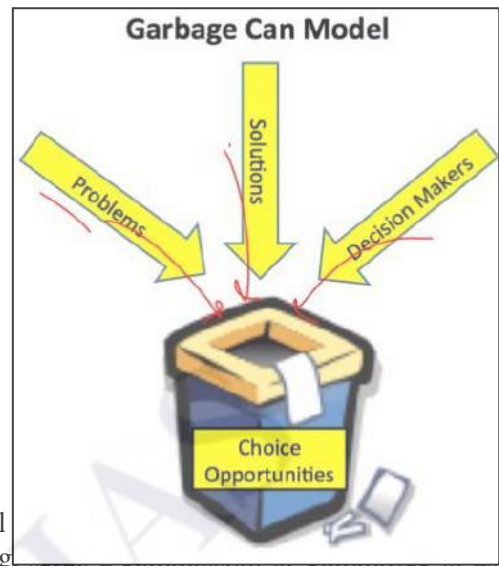 Garbage Can Model
Problems
Solutions
Decision Makers
Choice
Opportunities
l
g